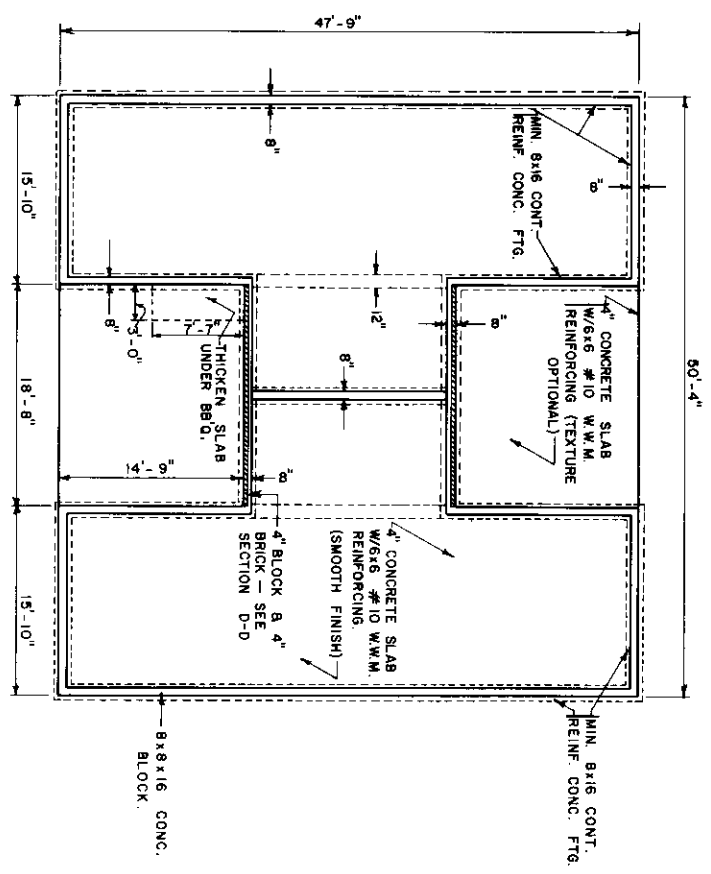 47'-9"
15'-10"
18'-8"
15'-10"
50'-4"
8"
MIN. 8x16 CONT.
REINF. CONC. FTG.
8"
12"
8"
8"
3'-0"
7'-7"
THICKEN SLAB
UNDER BB'Q.
8"
8"
4" CONCRETE SLAB
W/6x6 #10 W.W.M.
REINFORCING (TEXTURE
OPTIONAL)
14'-9"
4" BLOCK & 4"
BRICK — SEE
SECTION D-D
4" CONCRETE SLAB
W/6x6 #10 W.W.M.
REINFORCING.
(SMOOTH FINISH)
8x8x16 CONC.
BLOCK.
MIN. 8x16 CONT.
REINF. CONC. FTG.